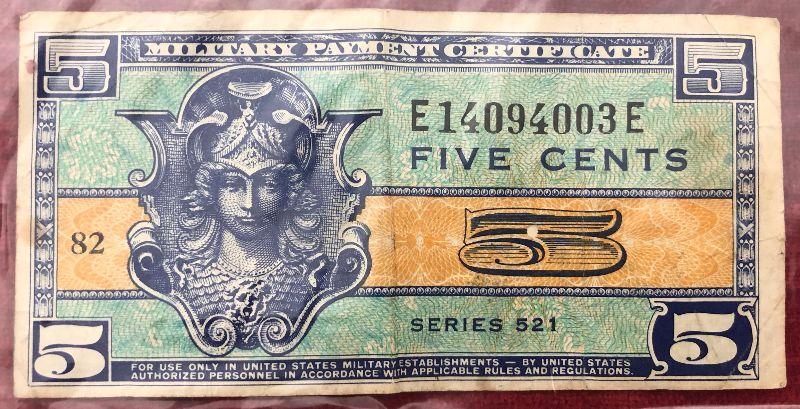 5 MILITARY PAYMENT CERTIFICATE 5
E14094003E
FIVE CENTS
82 5
SERIES 521
5 5
FOR USE ONLY IN UNITED STATES MILITARY ESTABLISHMENTS — BY UNITED STATES
AUTHORIZED PERSONNEL IN ACCORDANCE WITH APPLICABLE RULES AND REGULATIONS.